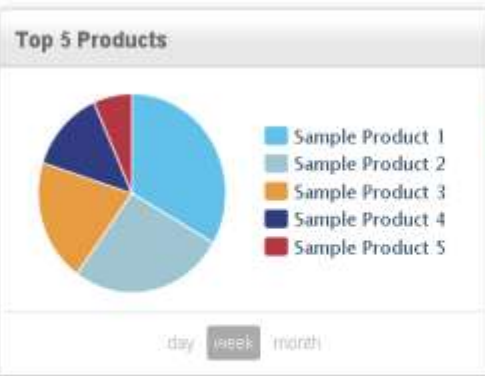 Top 5 Products
Sample Product 1
Sample Product 2
Sample Product 3
Sample Product 4
Sample Product 5
day week month